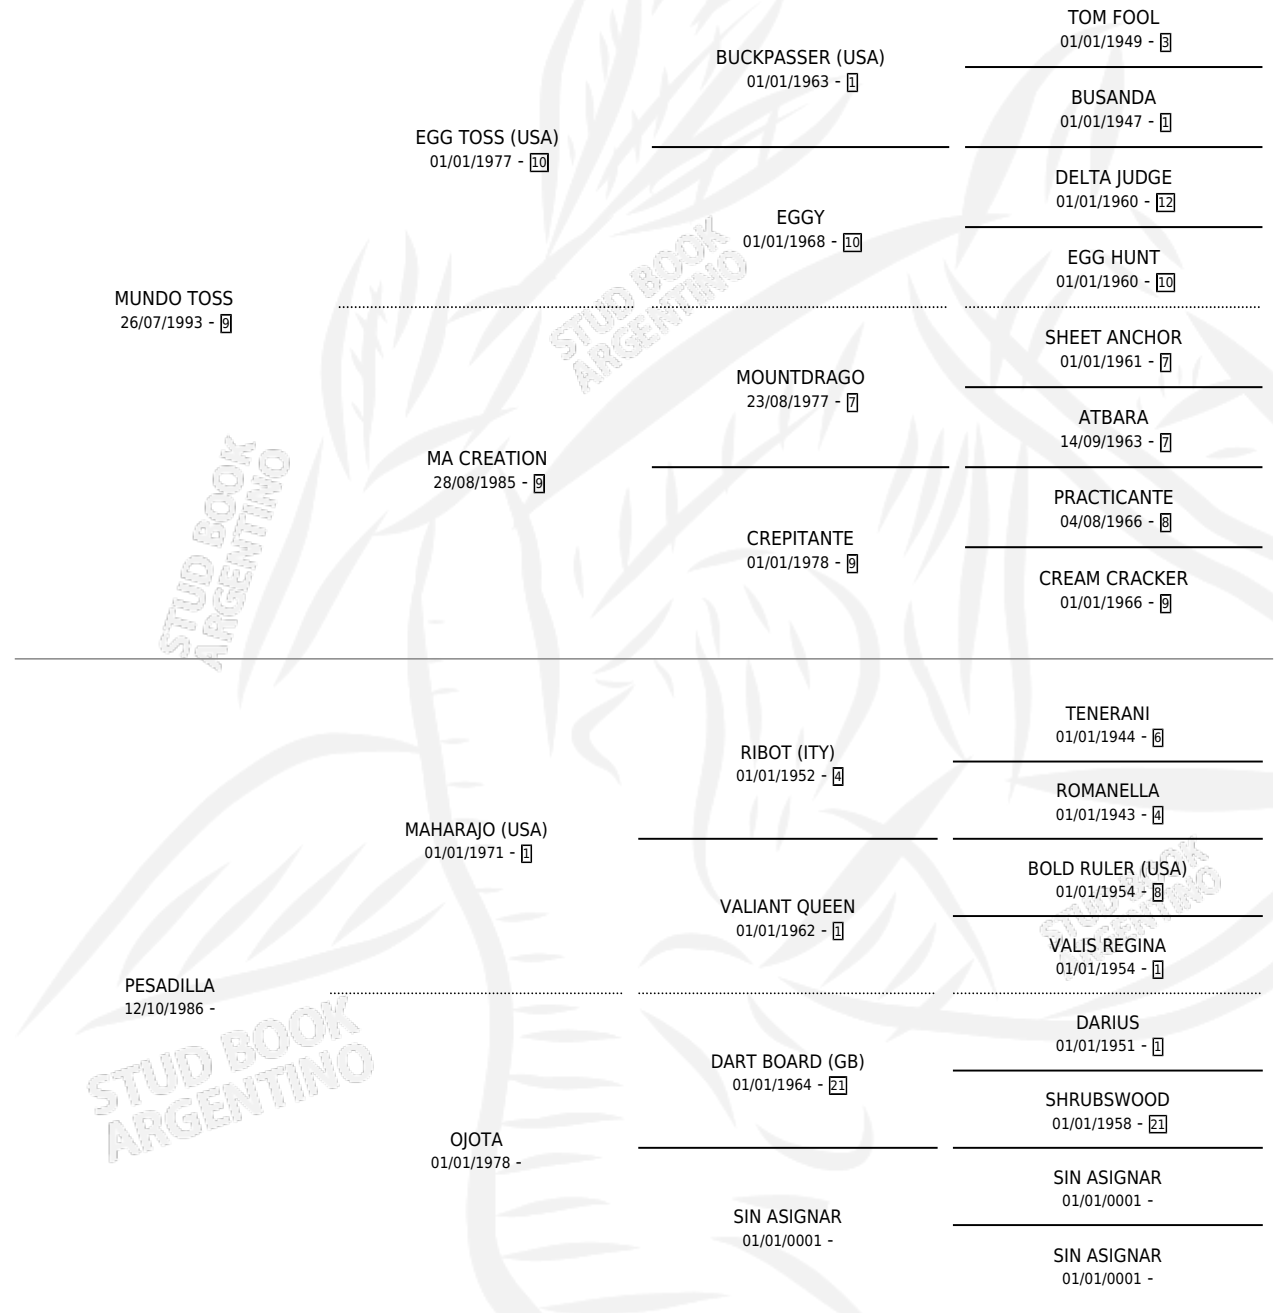 TOM FOOL
01/01/1949 - 3
BUCKPASSER (USA)
01/01/1963 - 1
BUSANDA
01/01/1947 - 1
EGG TOSS (USA)
01/01/1977 - 10
DELTA JUDGE
01/01/1960 - 12
EGGY
01/01/1968 - 10
EGG HUNT
01/01/1960 - 10
MUNDO TOSS
26/07/1993 - 9
STUD BOOK
ARGENTINO
SHEET ANCHOR
01/01/1961 - 7
MOUNTDRAGO
23/08/1977 - 7
ATBARA
14/09/1963 - 7
MA CREATION
28/08/1985 - 9
PRACTICANTE
04/08/1966 - 8
CREPITANTE
01/01/1978 - 9
CREAM CRACKER
01/01/1966 - 9
STUD BOOK
ARGENTINO
TENERANI
01/01/1944 - 6
RIBOT (ITY)
01/01/1952 - 4
ROMANELLA
01/01/1943 - 4
MAHARAJO (USA)
01/01/1971 - 1
BOLD RULER (USA)
01/01/1954 - 8
VALIANT QUEEN
01/01/1962 - 1
STUD BOOK
ARGENTINO
VALIS REGINA
01/01/1954 - 1
PESADILLA
12/10/1986 -
STUD BOOK
ARGENTINO
DARIUS
01/01/1951 - 1
DART BOARD (GB)
01/01/1964 - 21
SHRUBSWOOD
01/01/1958 - 21
OJOTA
01/01/1978 -
SIN ASIGNAR
01/01/0001 -
SIN ASIGNAR
01/01/0001 -
SIN ASIGNAR
01/01/0001 -